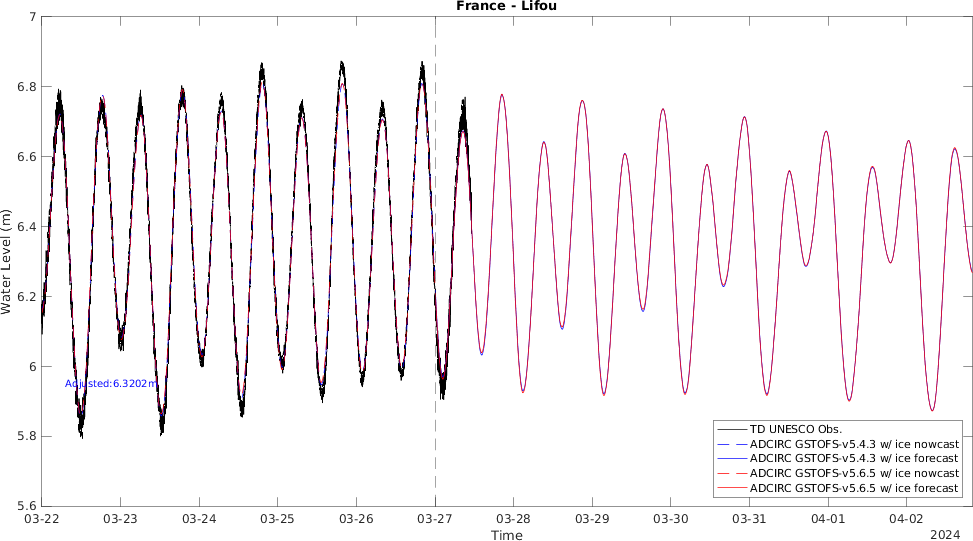 France - Lifou
Water Level (m)
7
6.8
6.6
6.4
6.2
6
5.8
5.6
Adjusted:6.3202m
TD UNESCO Obs.
ADCIRC GSTOFS-v5.4.3 w/ ice nowcast
ADCIRC GSTOFS-v5.4.3 w/ ice forecast
ADCIRC GSTOFS-v5.6.5 w/ ice nowcast
ADCIRC GSTOFS-v5.6.5 w/ ice forecast
03-22 03-23 03-24 03-25 03-26 03-27 03-28 03-29 03-30 03-31 04-01 04-02
Time
2024